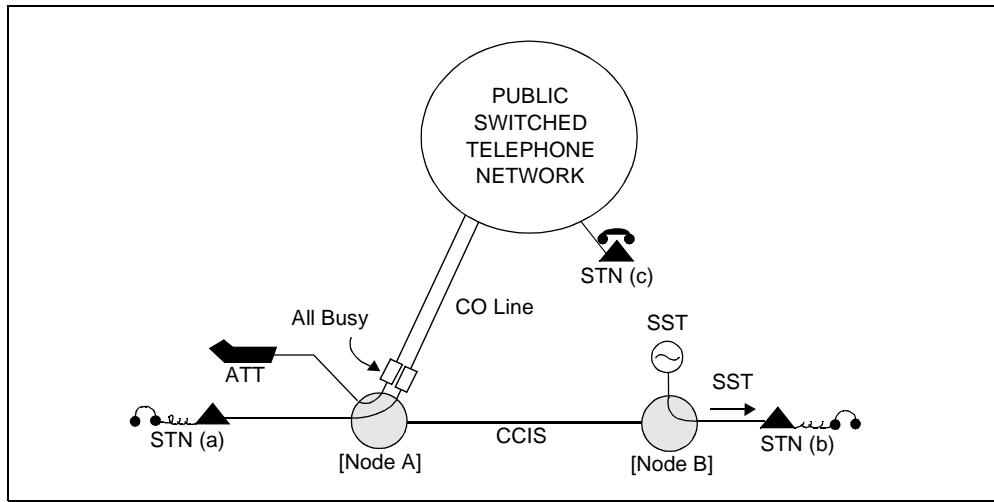 PUBLIC
SWITCHED
TELEPHONE
NETWORK
STN (c)
CO Line
All Busy
SST
ATT
SST
STN (a)
CCIS
STN (b)
[Node A]
[Node B]